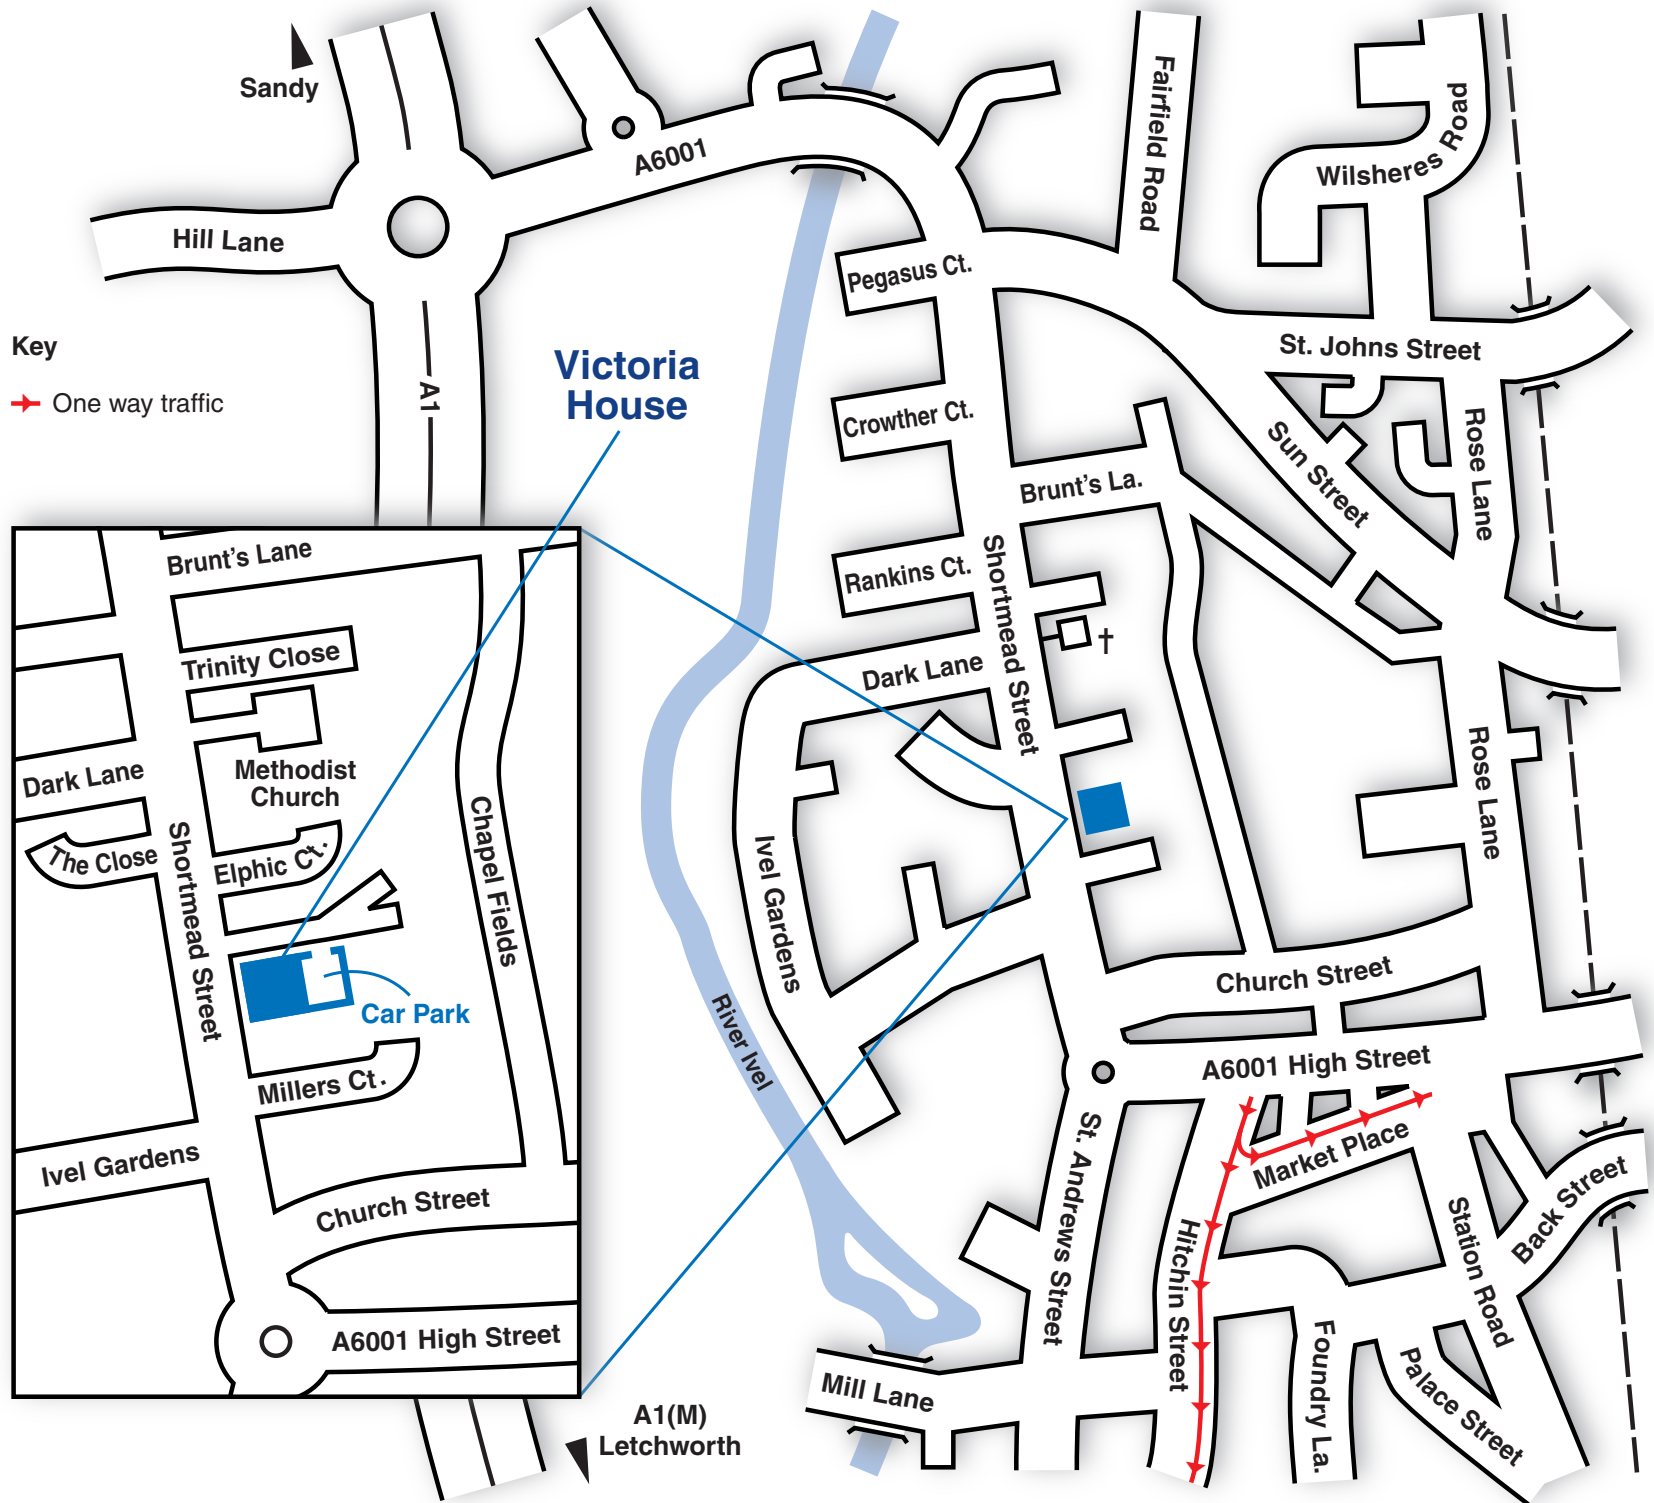 Sandy
A6001
Fairfield Road
Wilsheres Road
Hill Lane
Pegasus Ct.
Key
One way traffic
A1
Victoria
House
St. Johns Street
Crowther Ct.
Sun Street
Rose Lane
Brunt's La.
Rankins Ct.
Shortmead Street
Dark Lane
†
Rose Lane
Ivel Gardens
River Ivel
Church Street
A6001 High Street
Market Place
St. Andrews Street
Hitchin Street
Station Road
Back Street
Foundry La.
Palace Street
Mill Lane
A1(M)
Letchworth
Brunt's Lane
Trinity Close
Methodist
Church
Dark Lane
The Close
Elphic Ct.
Shortmead Street
Chapel Fields
Car Park
Millers Ct.
Ivel Gardens
Church Street
A6001 High Street